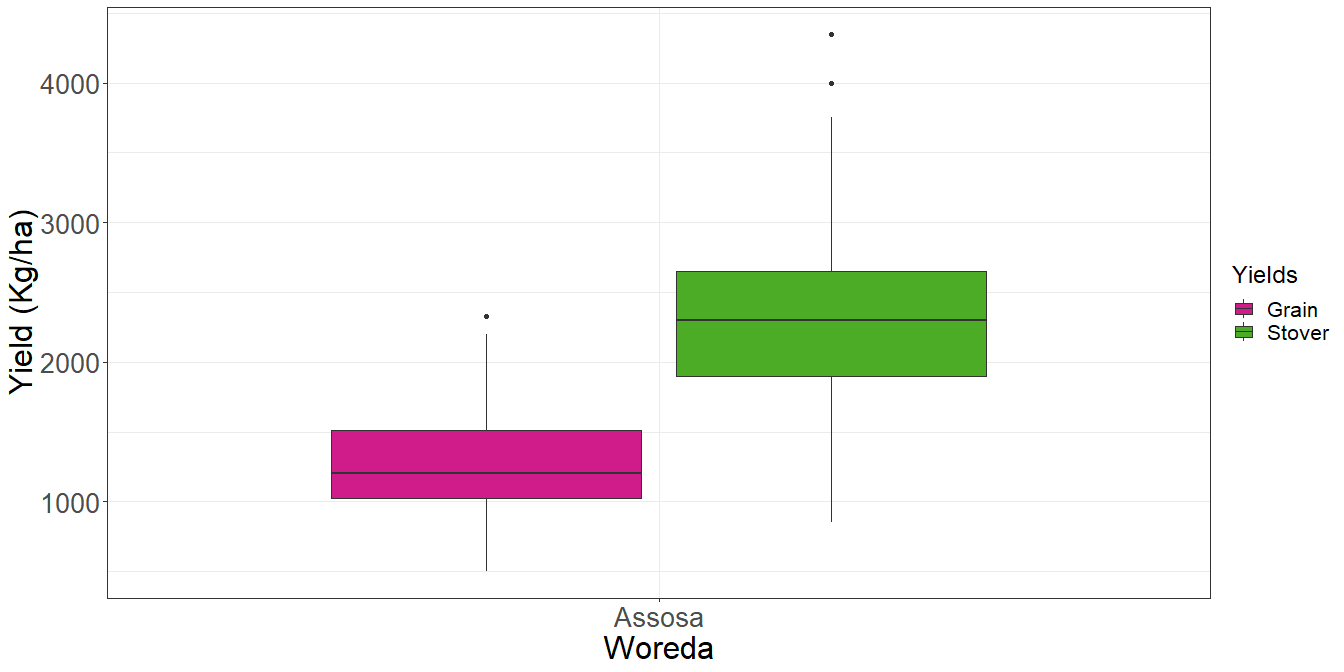 Yield (Kg/ha)
4000
3000
2000
1000
Assosa
Woreda
Yields
Grain
Stover